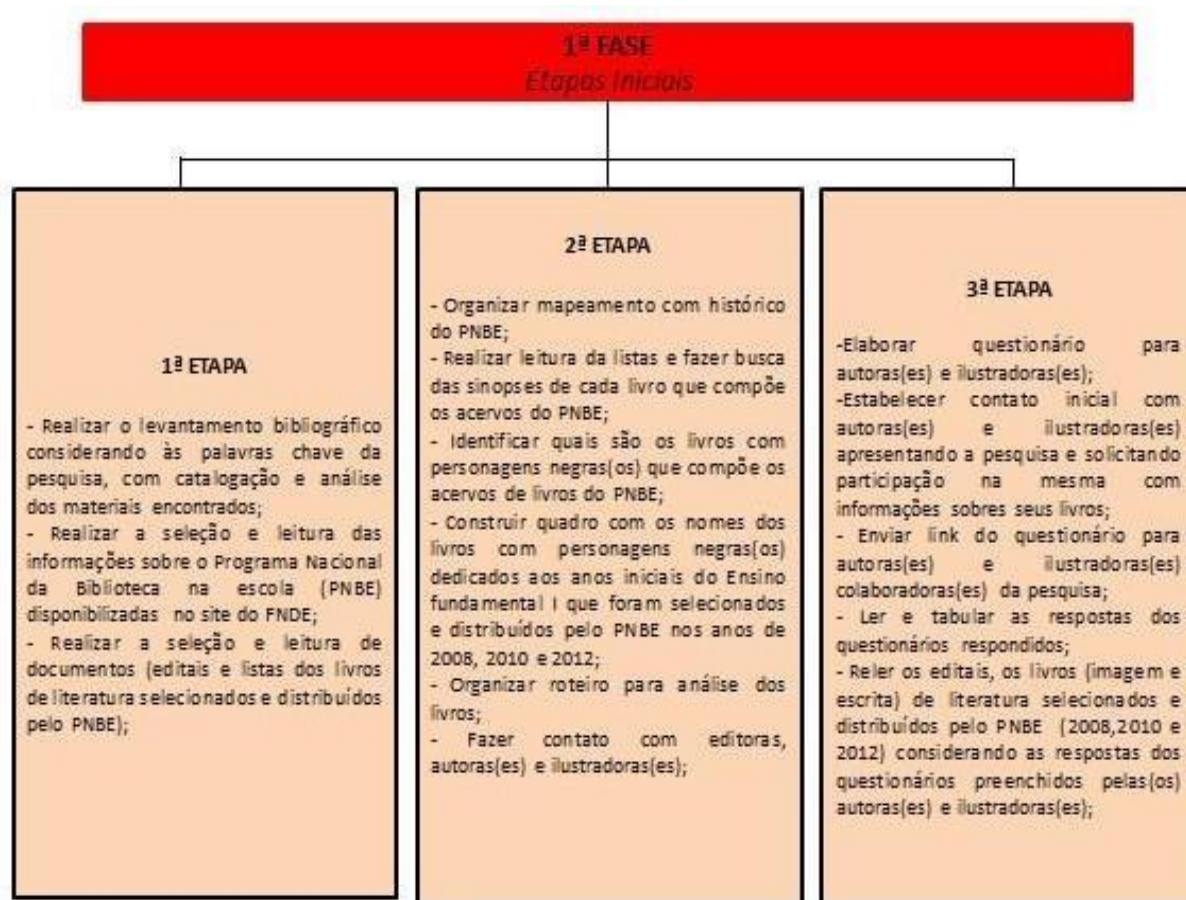 1ª FASE
Etapas Iniciais
1ª ETAPA
- Realizar o levantamento bibliográfico
considerando às palavras chave da
pesquisa, com catalogação e análise
dos materiais encontrados;
- Realizar a seleção e leitura das
informações sobre o Programa Nacional
da Biblioteca na escola (PNBE)
disponibilizadas no site do FNDE;
- Realizar a seleção e leitura de
documentos (editais e listas dos livros
de literatura selecionados e distribuídos
pelo PNBE);
2ª ETAPA
- Organizar mapeamento com histórico
do PNBE;
- Realizar leitura da listas e fazer busca
das sinopses de cada livro que compõe
os acervos do PNBE;
- Identificar quais são os livros com
personagens negras(os) que compõe os
acervos de livros do PNBE;
- Construir quadro com os nomes dos
livros com personagens negras(os)
dedicados aos anos iniciais do Ensino
fundamental I que foram selecionados
e distribuídos pelo PNBE nos anos de
2008, 2010 e 2012;
- Organizar roteiro para análise dos
livros;
- Fazer contato com editoras,
autoras(es) e ilustradoras(es);
3ª ETAPA
-Elaborar questionário para
autoras(es) e ilustradoras(es);
-Estabelecer contato inicial com
autoras(es) e ilustradoras(es)
apresentando a pesquisa e solicitando
participação na mesma com
informações sobres seus livros;
- Enviar link do questionário para
autoras(es) e ilustradoras(es)
colaboradoras(es) da pesquisa;
- Ler e tabular as respostas dos
questionários respondidos;
- Reler os editais, os livros (imagem e
escrita) de literatura selecionados e
distribuídos pelo PNBE (2008,2010 e
2012) considerando as respostas dos
questionários preenchidos pelas(os)
autoras(es) e ilustradoras(es);